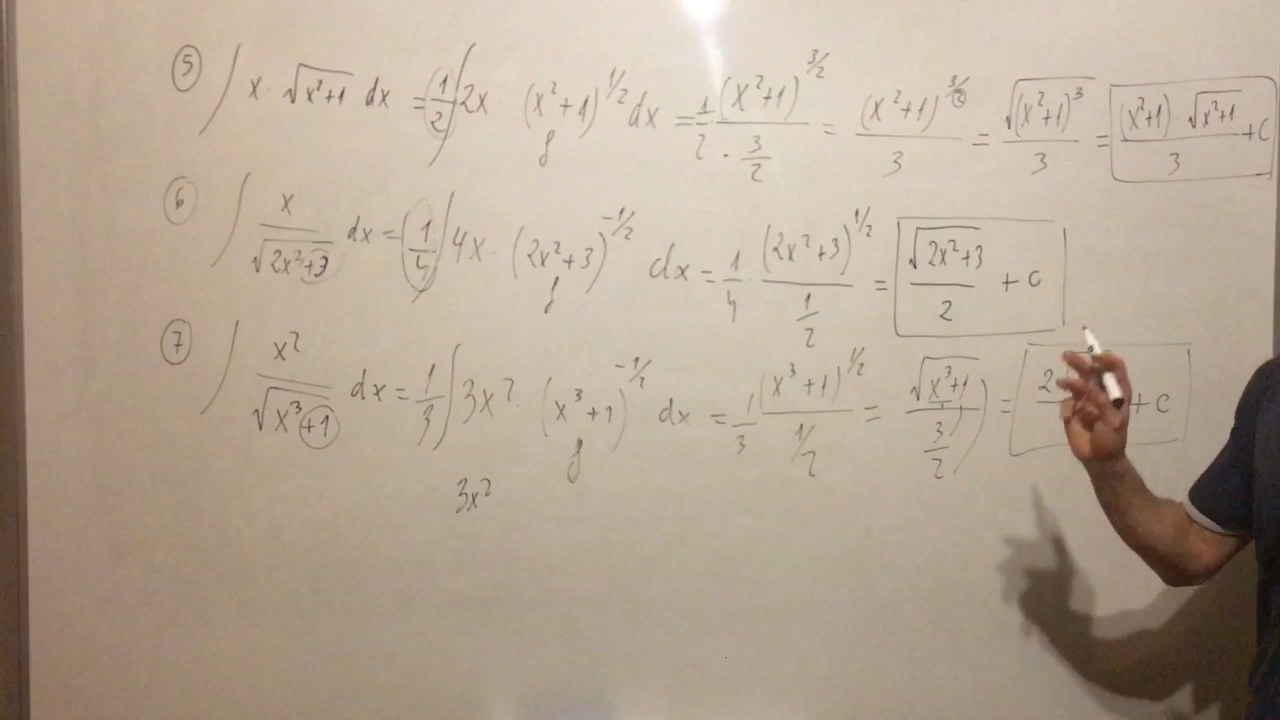 ⑤ ∫ x · √(x²+1) dx = (1/2) ∫ 2x (x²+1)^{1/2} dx = 1/2 · (x²+1)^{3/2} / (3/2) = (x²+1)^{3/2} / 3 = √((x²+1)³) / 3 = (x²+1) · √(x²+1) / 3 + C
⑥ ∫ x / √(2x²+3) dx = (1/4) ∫ 4x · (2x²+3)^{-1/2} dx = 1/4 · (2x²+3)^{1/2} / (1/2) = √(2x²+3) / 2 + C
⑦ ∫ x² / √(x³+1) dx = 1/3 ∫ 3x² · (x³+1)^{-1/2} dx = 1/3 (x³+1)^{1/2} / (1/2) = √(x³+1) / (3/2) = 2 + C
3x²